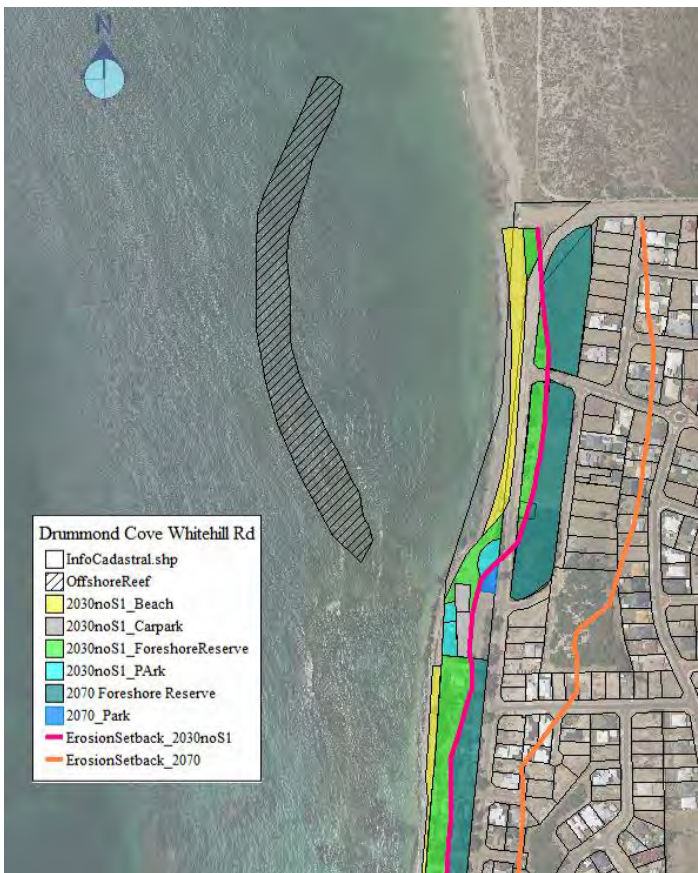 N
Drummond Cove Whitehill Rd
InfoCadastral.shp
OffshoreReef
2030noS1_Beach
2030noS1_Carpark
2030noS1_ForeshoreReserve
2030noS1_PArk
2070 Foreshore Reserve
2070_Park
ErosionSetback_2030noS1
ErosionSetback_2070